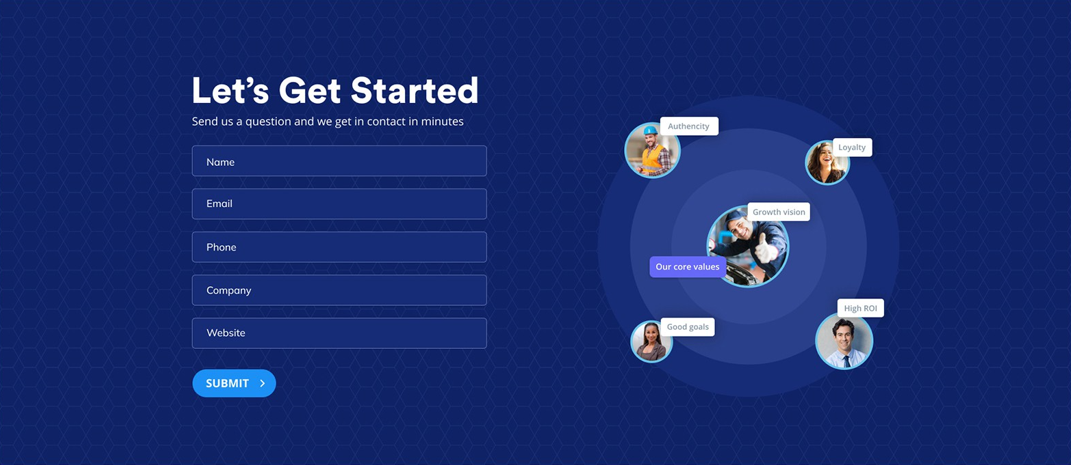 Let's Get Started
Send us a question and we get in contact in minutes
Name
Email
Phone
Company
Website
SUBMIT
Authencity
Loyalty
Growth vision
Our core values
High ROI
Good goals